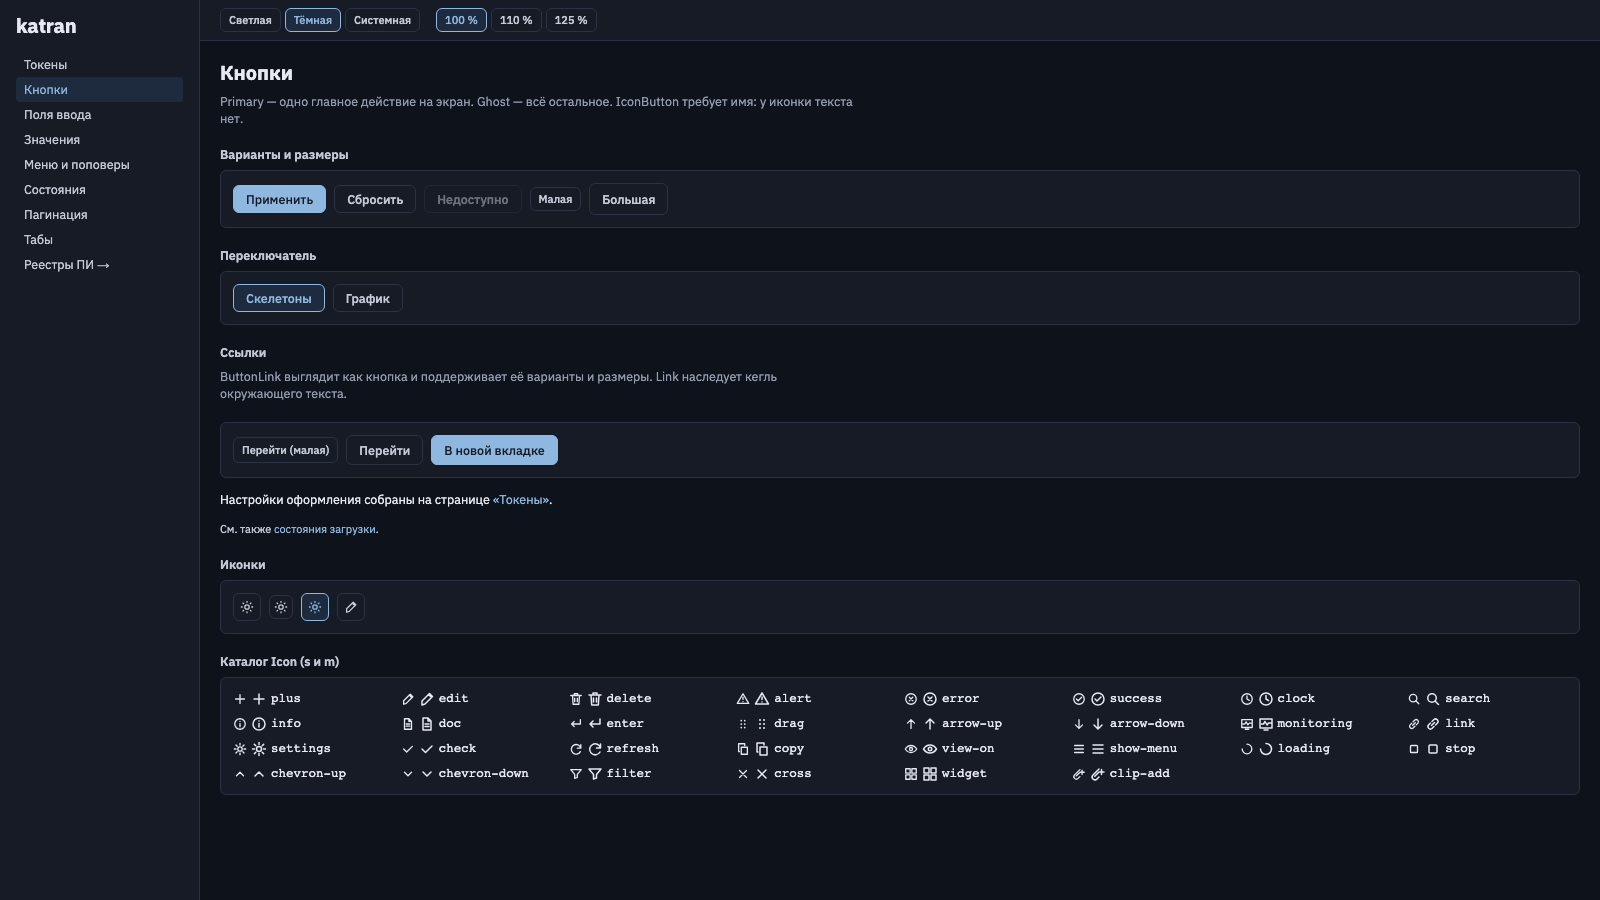 katran
Светлая Тёмная Системная 100 % 110 % 125 %
Токены
Кнопки
Поля ввода
Значения
Меню и поповеры
Состояния
Пагинация
Табы
Реестры ПИ →
Кнопки
Primary — одно главное действие на экран. Ghost — всё остальное. IconButton требует имя: у иконки текста
нет.
Варианты и размеры
Применить Сбросить Недоступно Малая Большая
Переключатель
Скелетоны График
Ссылки
ButtonLink выглядит как кнопка и поддерживает её варианты и размеры. Link наследует кегль
окружающего текста.
Перейти (малая) Перейти В новой вкладке
Настройки оформления собраны на странице «Токены».
См. также состояния загрузки.
Иконки
Каталог Icon (s и m)
plus edit delete alert error success clock search
info doc enter drag arrow-up arrow-down monitoring link
settings check refresh copy view-on show-menu loading stop
chevron-up chevron-down filter cross widget clip-add